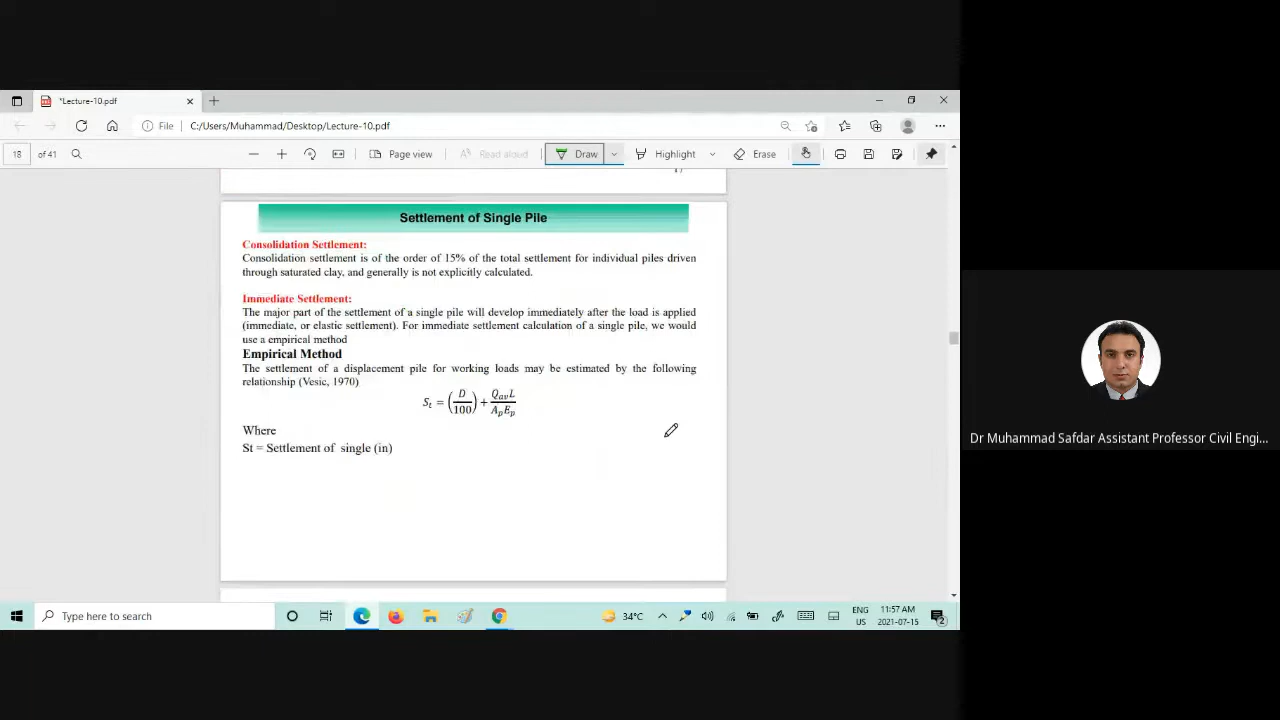 *Lecture-10.pdf
File C:/Users/Muhammad/Desktop/Lecture-10.pdf
18 of 41 Page view Read aloud Draw Highlight Erase
17
Settlement of Single Pile
Consolidation Settlement:
Consolidation settlement is of the order of 15% of the total settlement for individual piles driven
through saturated clay, and generally is not explicitly calculated.
Immediate Settlement:
The major part of the settlement of a single pile will develop immediately after the load is applied
(immediate, or elastic settlement). For immediate settlement calculation of a single pile, we would
use a empirical method
Empirical Method
The settlement of a displacement pile for working loads may be estimated by the following
relationship (Vesic, 1970)
S_t = (D/100) + Q_av L / A_p E_p
Where
St = Settlement of single (in)
Dr Muhammad Safdar Assistant Professor Civil Engi...
Type here to search
34°C
ENG
US
11:57 AM
2021-07-15
2